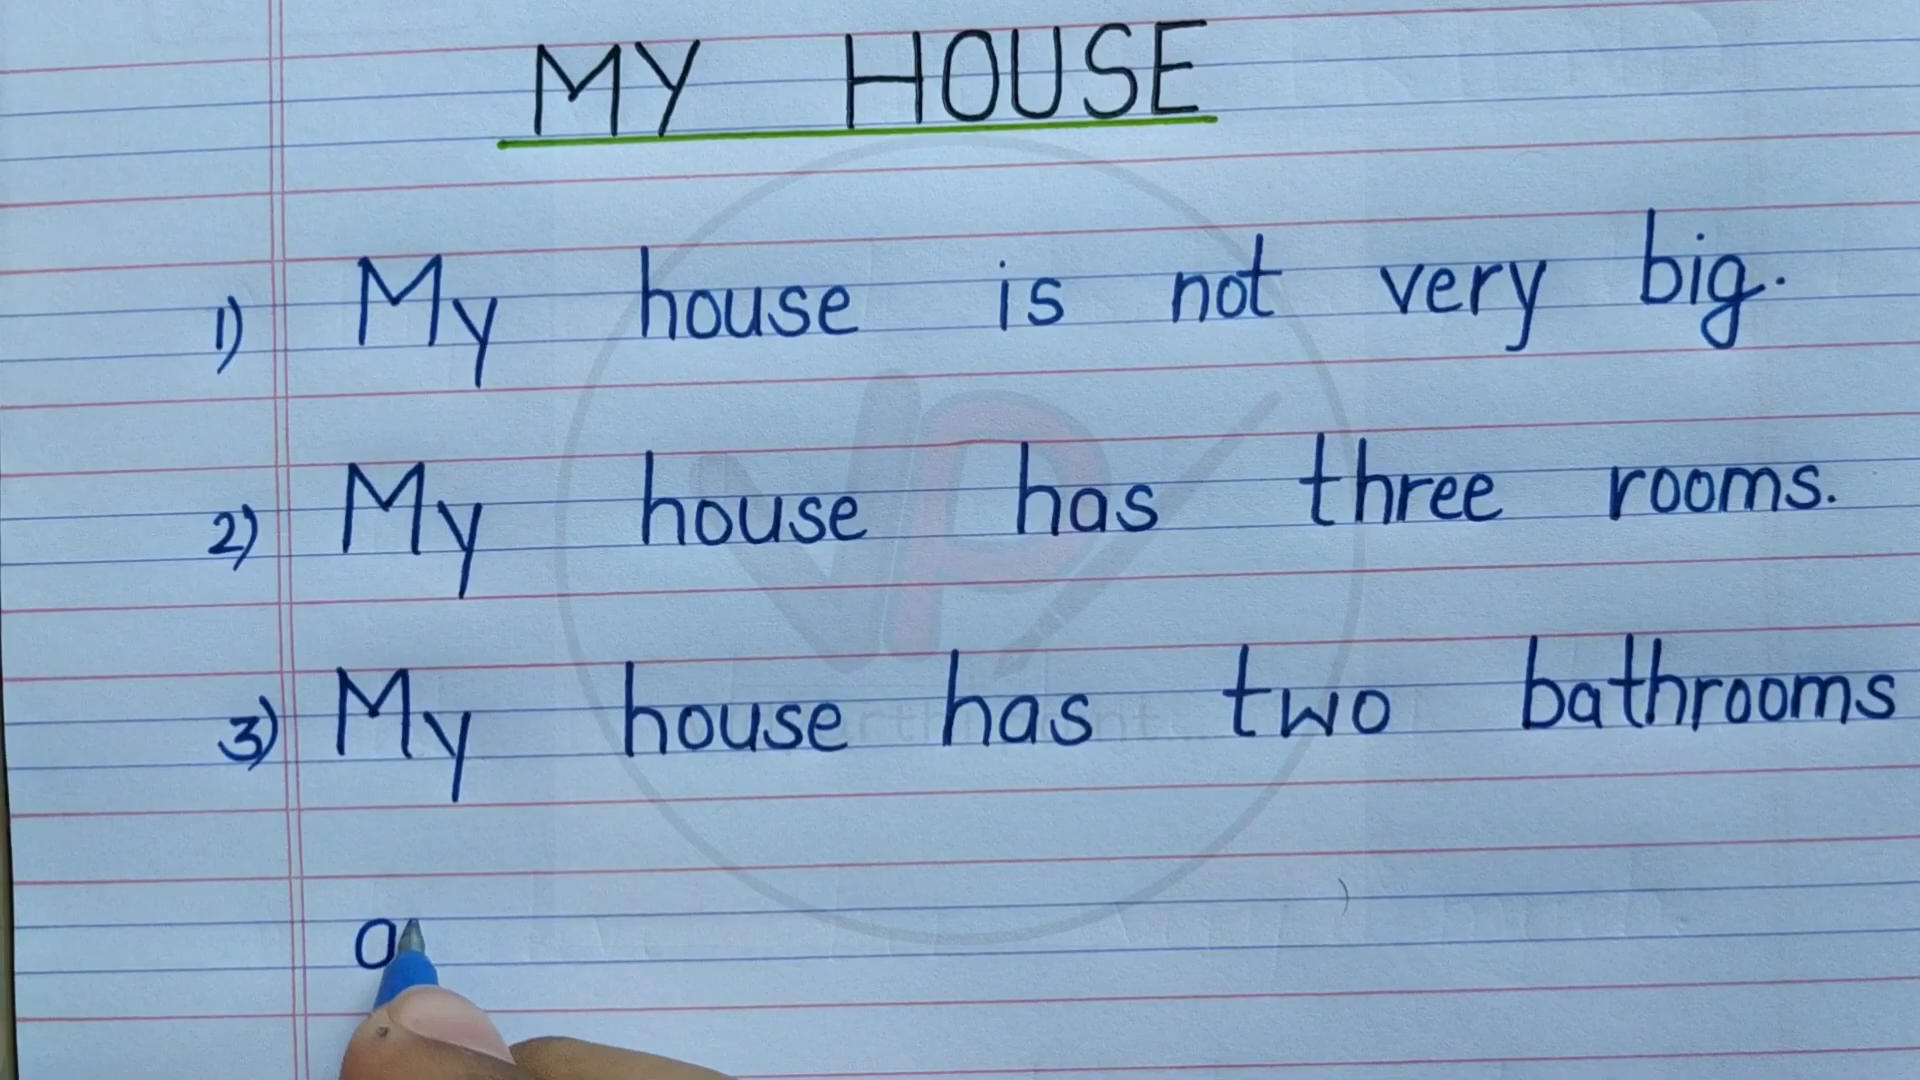 MY HOUSE
1) My house is not very big.
2) My house has three rooms.
3) My house has two bathrooms
a